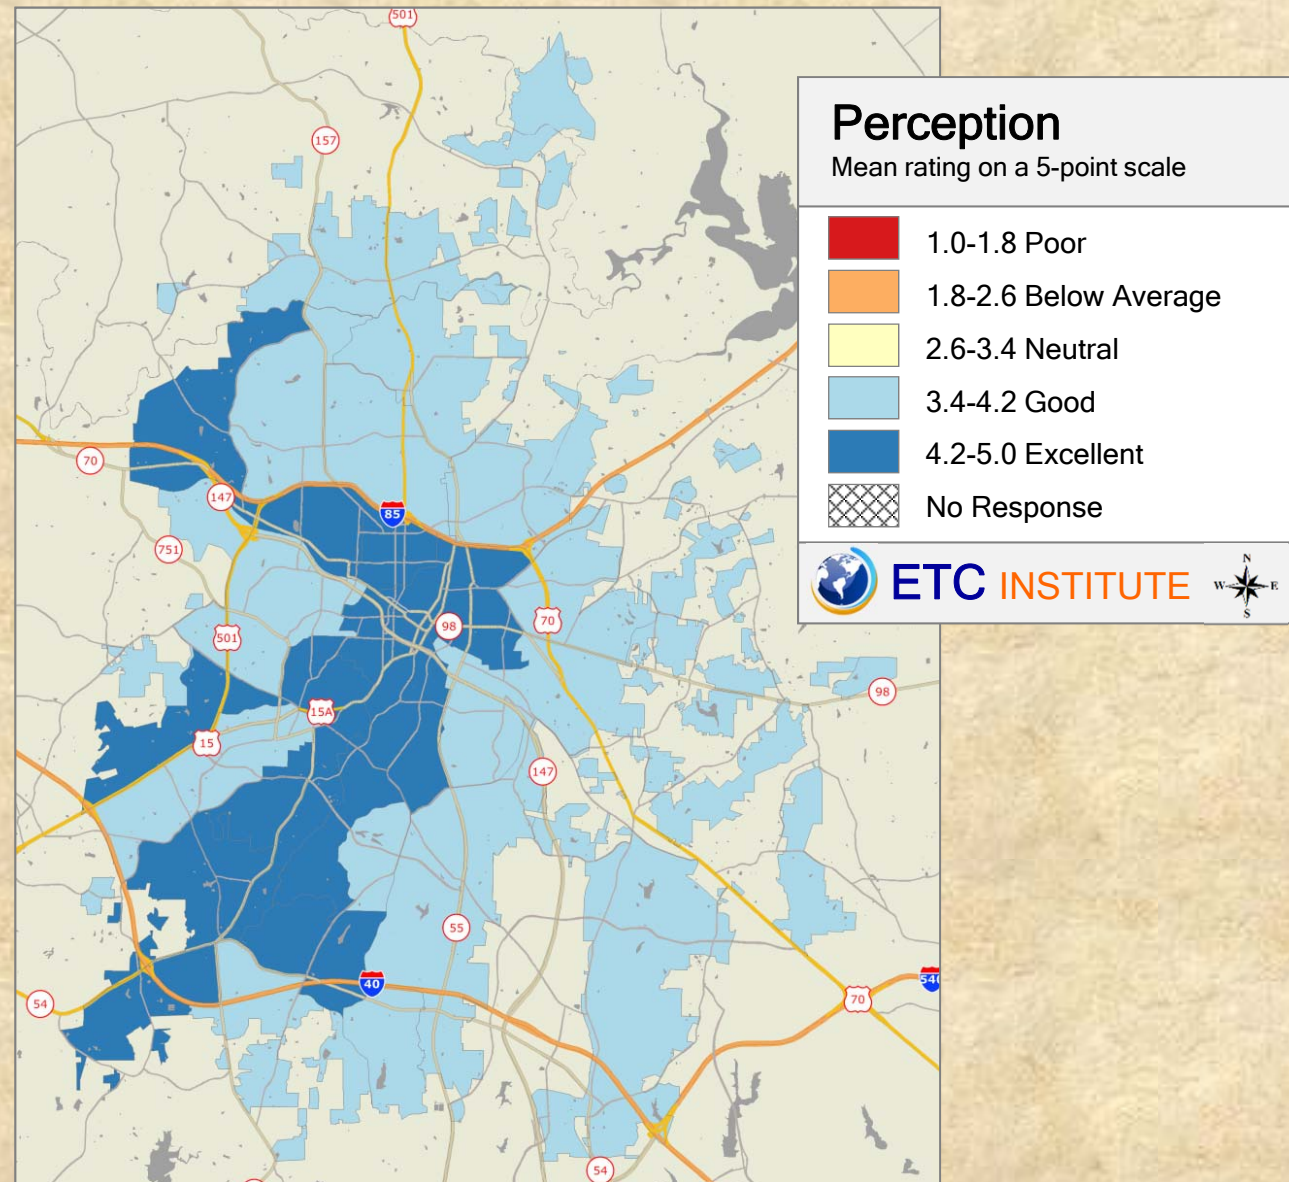 501
157
Perception
Mean rating on a 5-point scale
1.0-1.8 Poor
1.8-2.6 Below Average
2.6-3.4 Neutral
3.4-4.2 Good
4.2-5.0 Excellent
No Response
ETC INSTITUTE
N
W E
S
70
147
85
751
501
98
70
98
15A
15
147
55
40
54
540
70
54